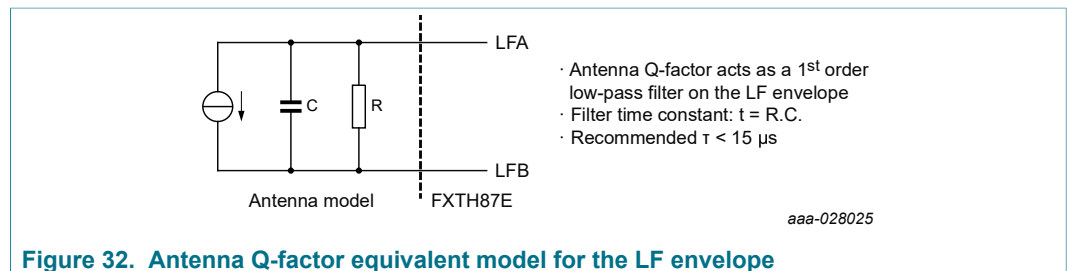 LFA
C
R
LFB
Antenna model
FXTH87E
· Antenna Q-factor acts as a 1st order
low-pass filter on the LF envelope
· Filter time constant: t = R.C.
· Recommended τ < 15 μs
aaa-028025
Figure 32. Antenna Q-factor equivalent model for the LF envelope